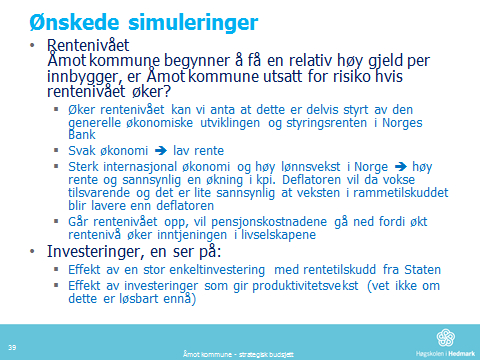 Ønskede simuleringer
• Rentenivået
Åmot kommune begynner å få en relativ høy gjeld per
innbygger, er Åmot kommune utsatt for risiko hvis
rentenivået øker?
▪ Øker rentenivået kan vi anta at dette er delvis styrt av den
generelle økonomiske utviklingen og styringsrenten i Norges
Bank
▪ Svak økonomi ➔ lav rente
▪ Sterk internasjonal økonomi og høy lønnsvekst i Norge ➔ høy
rente og sannsynlig en økning i kpi. Deflatoren vil da vokse
tilsvarende og det er lite sannsynlig at veksten i rammetilskuddet
blir lavere enn deflatoren
▪ Går rentenivået opp, vil pensjonskostnadene gå ned fordi økt
rentenivå øker inntjeningen i livselskapene
• Investeringer, en ser på:
▪ Effekt av en stor enkeltinvestering med rentetilskudd fra Staten
▪ Effekt av investeringer som gir produktivitetsvekst (vet ikke om
dette er løsbart ennå)
39
Åmot kommune - strategisk budsjett
Høgskolen i Hedmark